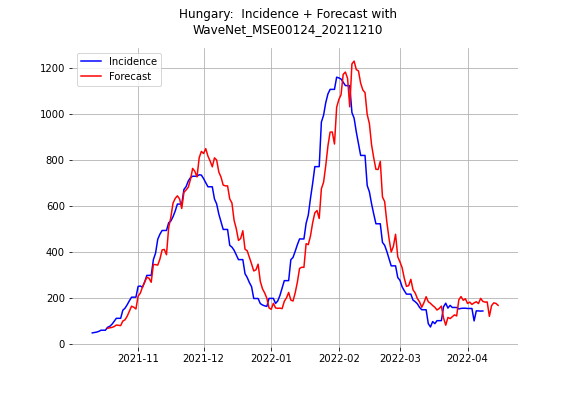 Hungary:  Incidence + Forecast with
WaveNet_MSE00124_20211210
Incidence
Forecast
1200
1000
800
600
400
200
0
2021-11 2021-12 2022-01 2022-02 2022-03 2022-04